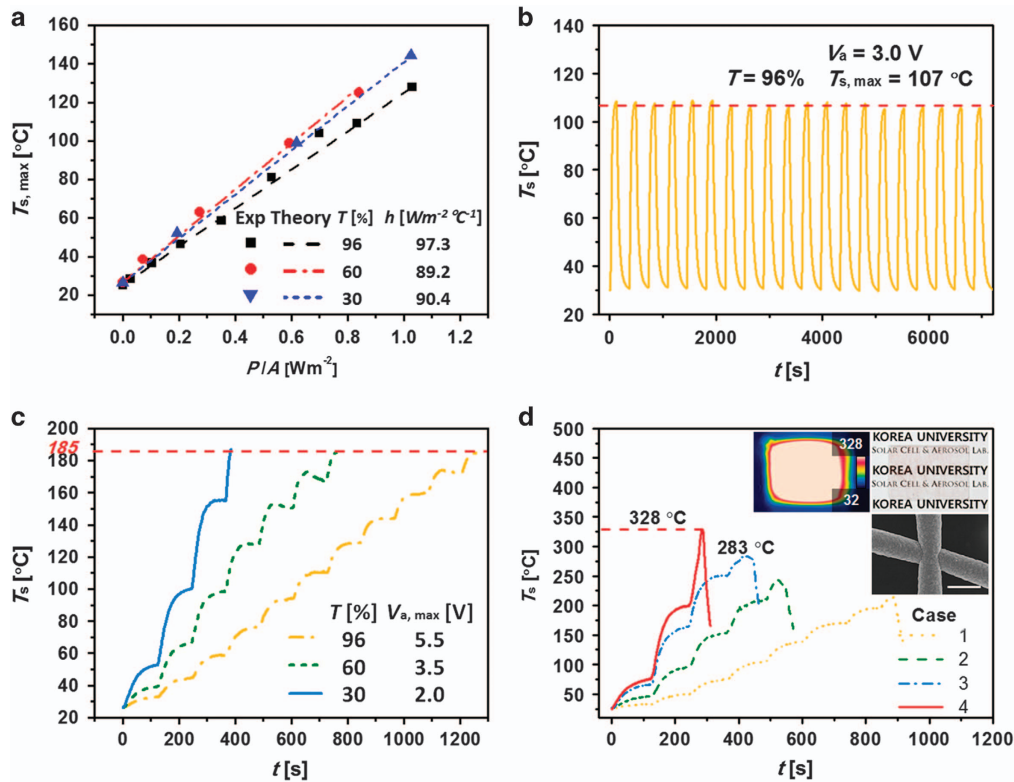 a
160
140
120
100
80
60
40
20
Ts, max [°C]
Exp Theory T [%] h [Wm-2 °C-1]
96 97.3
60 89.2
30 90.4
0.0 0.2 0.4 0.6 0.8 1.0 1.2
P/A [Wm-2]
b
140
120
100
80
60
40
20
Ts [°C]
Va = 3.0 V
T = 96% Ts, max = 107 °C
0 2000 4000 6000
t [s]
c
200
185
180
160
140
120
100
80
60
40
20
Ts [°C]
T [%] Va, max [V]
96 5.5
60 3.5
30 2.0
0 200 400 600 800 1000 1200
t [s]
d
500
450
400
350
300
250
200
150
100
50
Ts [°C]
328
32
KOREA UNIVERSITY
SOLAR CELL & AEROSOL LAB.
KOREA UNIVERSITY
SOLAR CELL & AEROSOL LAB.
KOREA UNIVERSITY
328 °C
283 °C
Case
1
2
3
4
0 200 400 600 800 1000 1200
t [s]